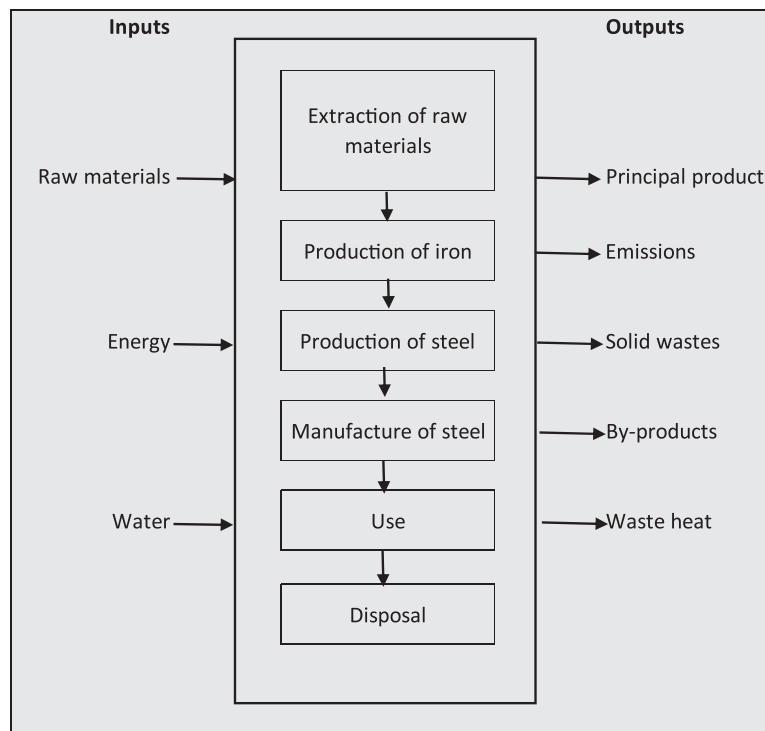 Inputs
Outputs
Extraction of raw
materials
Raw materials
Principal product
Production of iron
Emissions
Energy
Production of steel
Solid wastes
Manufacture of steel
By-products
Water
Use
Waste heat
Disposal